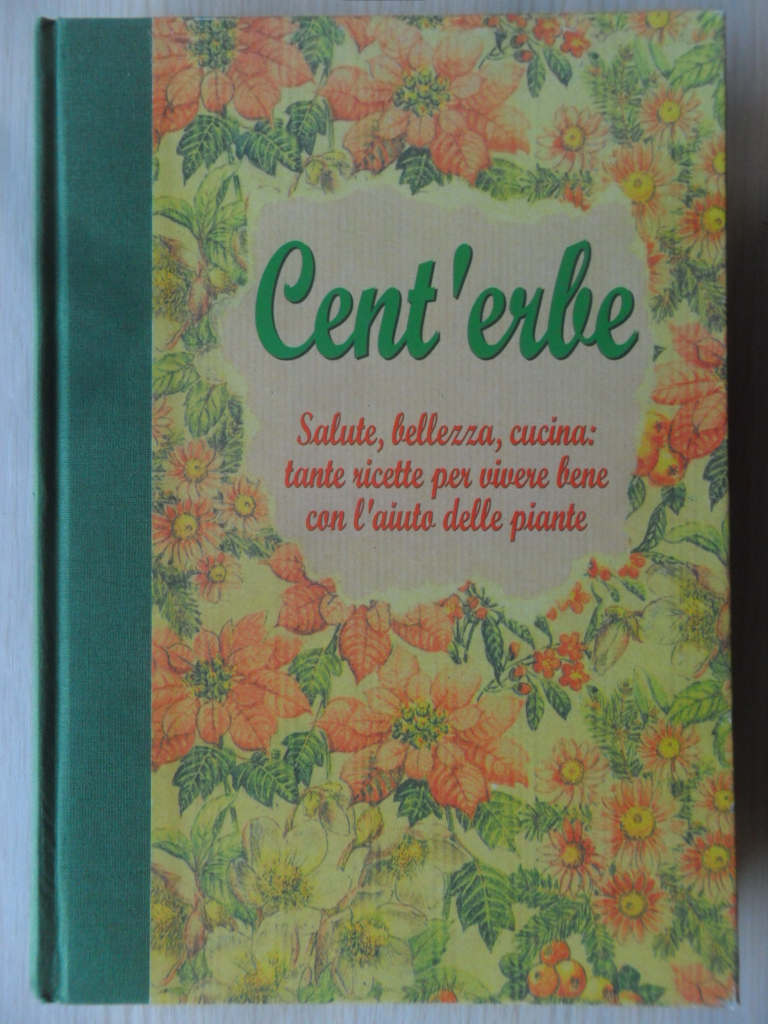 Cent'erbe
Salute, bellezza, cucina:
tante ricette per vivere bene
con l'aiuto delle piante